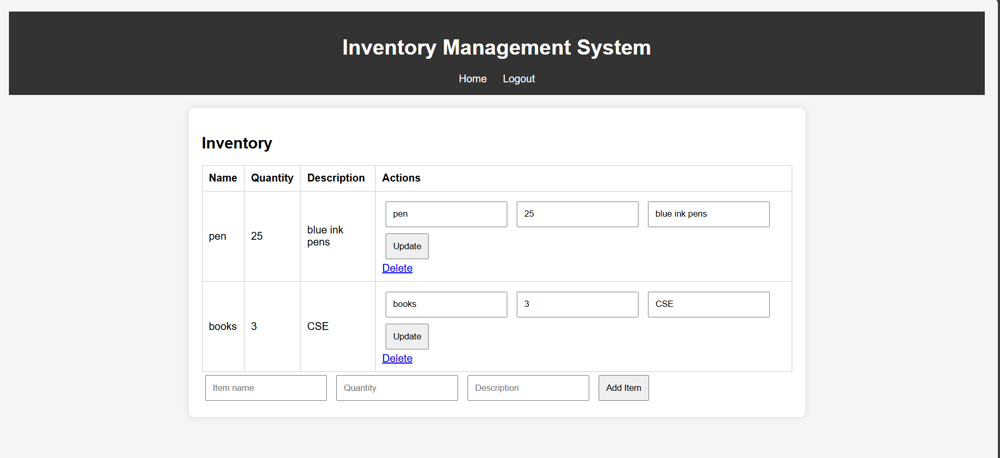 Inventory Management System
Home Logout
Inventory
Name Quantity Description Actions
pen 25 blue ink
pens
pen 25 blue ink pens
Update
Delete
books 3 CSE
books 3 CSE
Update
Delete
Item name Quantity Description Add Item